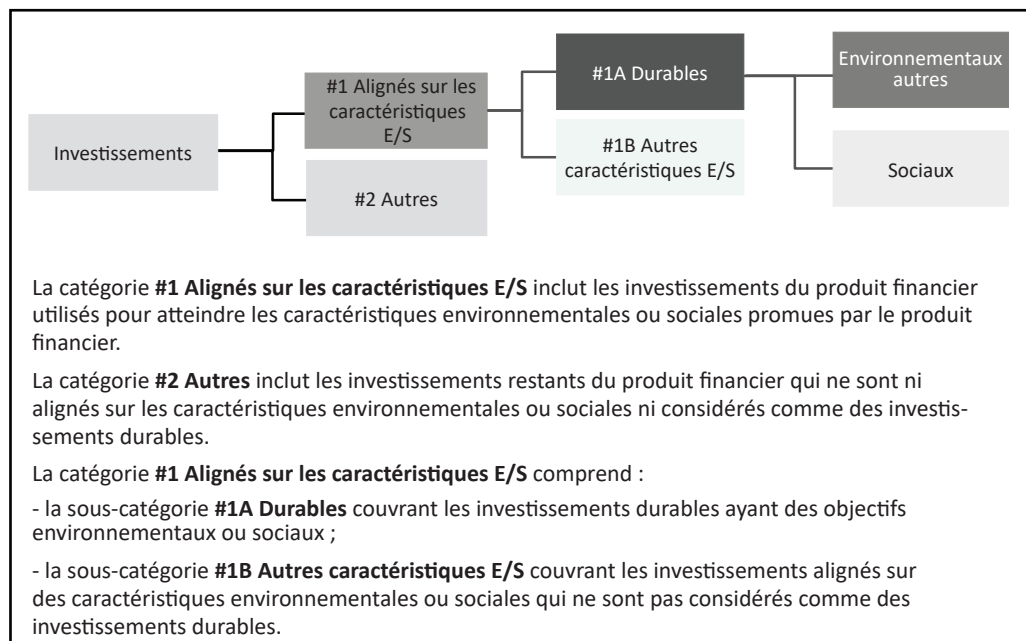 Investissements
#1 Alignés sur les
caractéristiques
E/S
#2 Autres
#1A Durables
#1B Autres
caractéristiques E/S
Environnementaux
autres
Sociaux
La catégorie #1 Alignés sur les caractéristiques E/S inclut les investissements du produit financier
utilisés pour atteindre les caractéristiques environnementales ou sociales promues par le produit
financier.
La catégorie #2 Autres inclut les investissements restants du produit financier qui ne sont ni
alignés sur les caractéristiques environnementales ou sociales ni considérés comme des investis-
sements durables.
La catégorie #1 Alignés sur les caractéristiques E/S comprend :
- la sous-catégorie #1A Durables couvrant les investissements durables ayant des objectifs
environnementaux ou sociaux ;
- la sous-catégorie #1B Autres caractéristiques E/S couvrant les investissements alignés sur
des caractéristiques environnementales ou sociales qui ne sont pas considérés comme des
investissements durables.